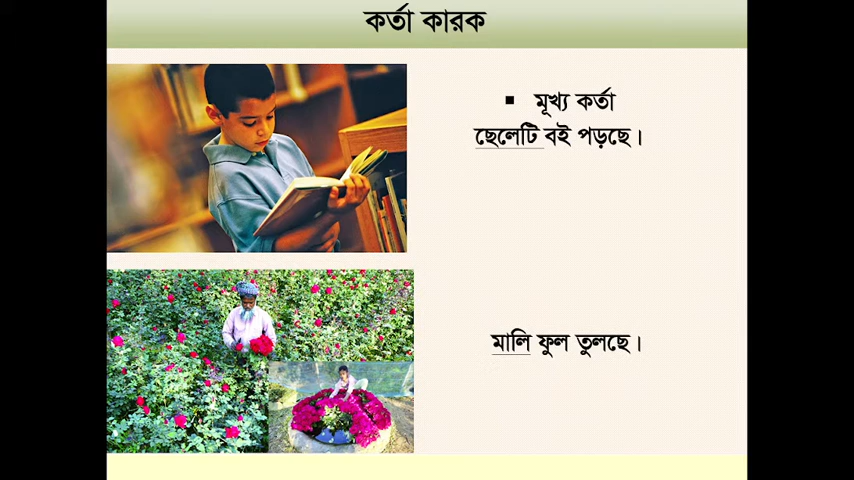 কর্তা কারক
▪ মূখ্য কর্তা
ছেলেটি বই পড়ছে।
মালি ফুল তুলছে।